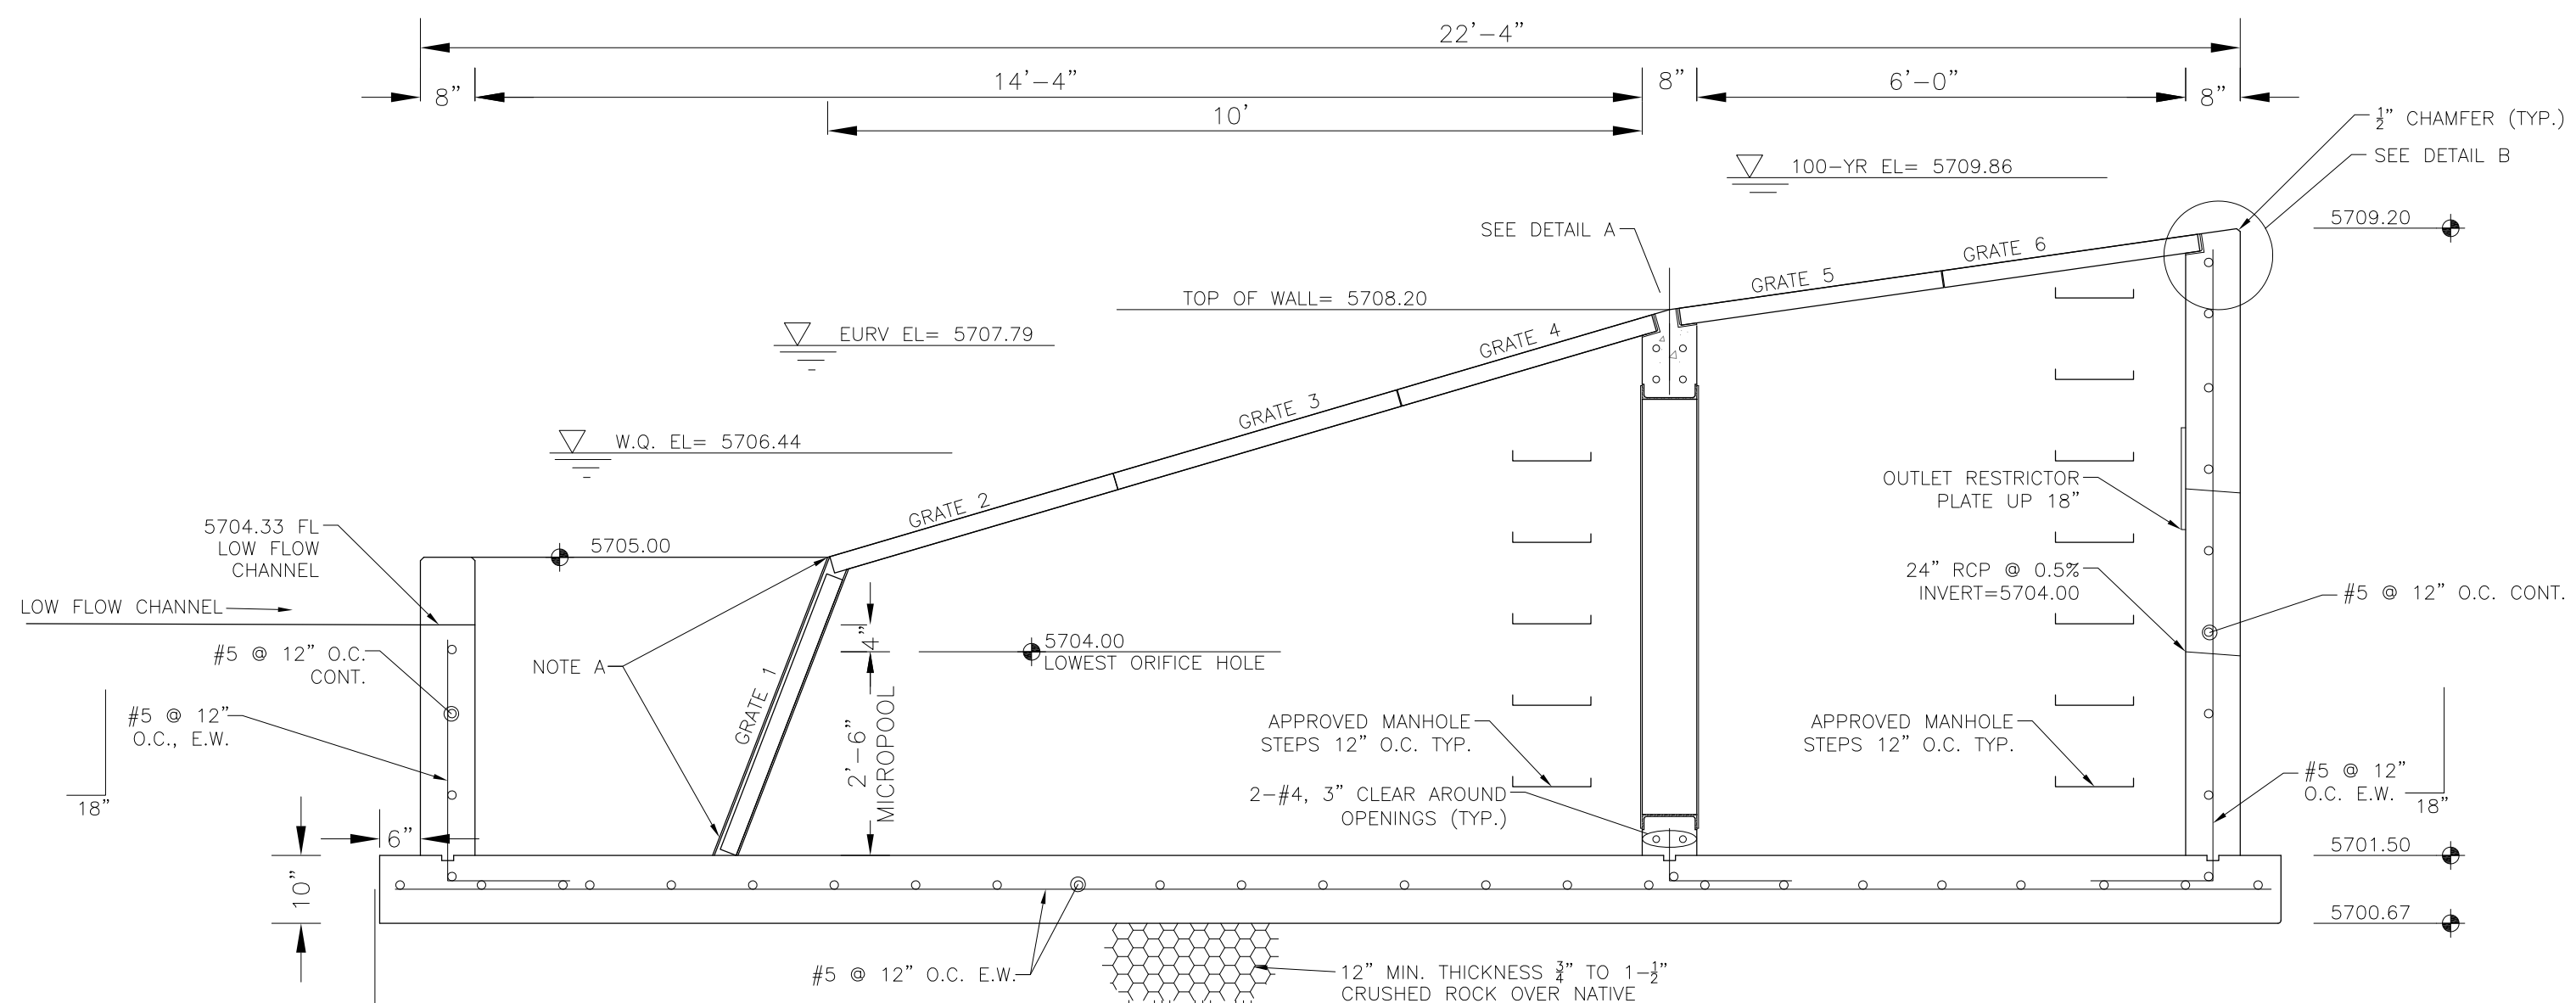 22'-4"
8"
14'-4"
8"
6'-0"
8"
10'
½" CHAMFER (TYP.)
SEE DETAIL B
100-YR EL= 5709.86
5709.20
SEE DETAIL A
GRATE 6
GRATE 5
TOP OF WALL= 5708.20
EURV EL= 5707.79
GRATE 4
GRATE 3
W.Q. EL= 5706.44
GRATE 2
OUTLET RESTRICTOR
PLATE UP 18"
5704.33 FL
LOW FLOW
CHANNEL
5705.00
24" RCP @ 0.5%
INVERT=5704.00
LOW FLOW CHANNEL
#5 @ 12" O.C. CONT.
4"
5704.00
LOWEST ORIFICE HOLE
#5 @ 12" O.C.
CONT.
NOTE A
GRATE 1
2'-6"
MICROPOOL
#5 @ 12"
O.C., E.W.
APPROVED MANHOLE
STEPS 12" O.C. TYP.
APPROVED MANHOLE
STEPS 12" O.C. TYP.
18"
2-#4, 3" CLEAR AROUND
OPENINGS (TYP.)
#5 @ 12"
O.C. E.W.
18"
6"
5701.50
10"
5700.67
#5 @ 12" O.C. E.W.
12" MIN. THICKNESS ¾" TO 1-½"
CRUSHED ROCK OVER NATIVE